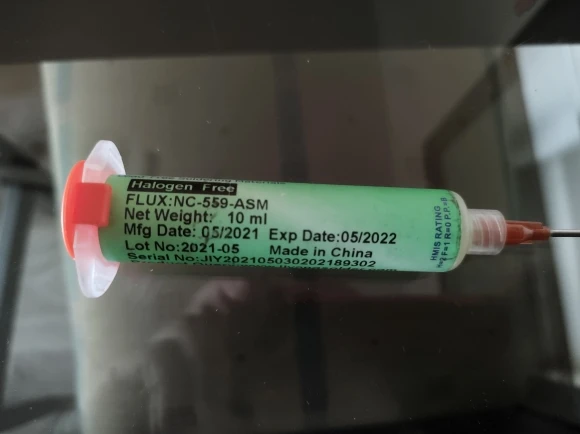 Halogen Free
FLUX:NC-559-ASM
Net Weight: 10 ml
Mfg Date: 05/2021 Exp Date:05/2022
Lot No:2021-05 Made in China
Serial No:JIY202105030202189302
HMIS RATING